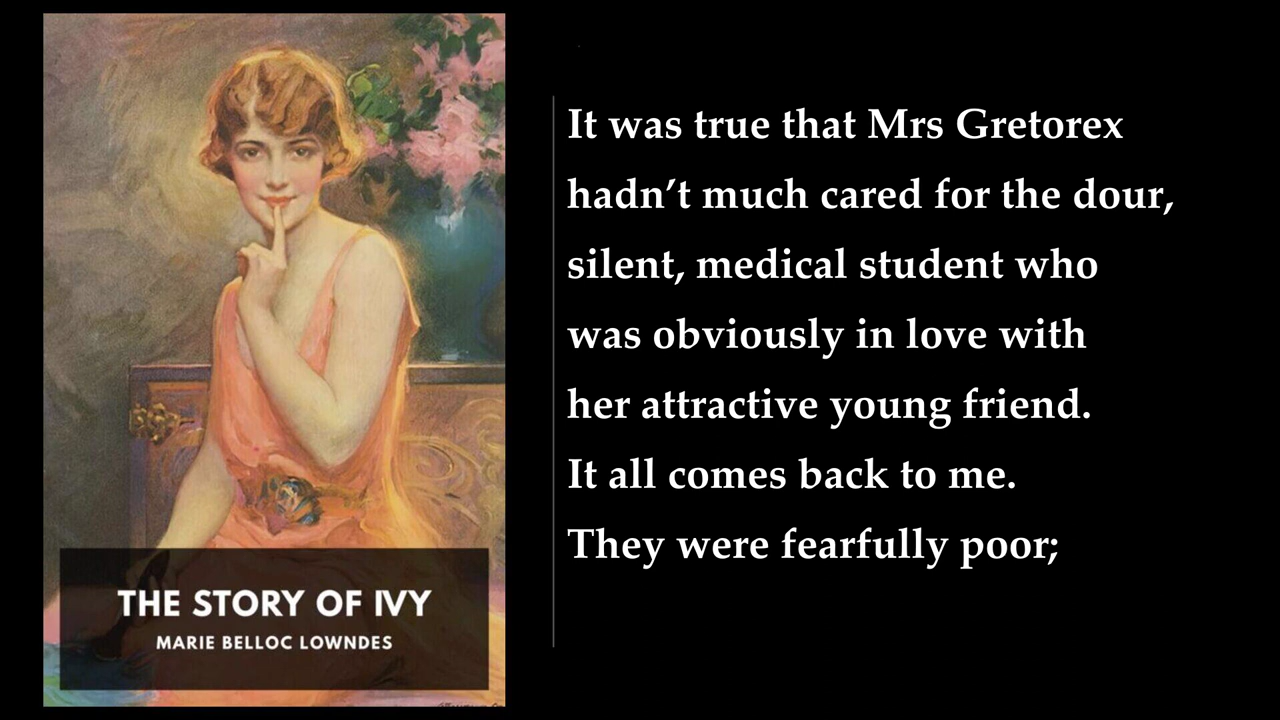 THE STORY OF IVY
MARIE BELLOC LOWNDES
It was true that Mrs Gretorex
hadn’t much cared for the dour,
silent, medical student who
was obviously in love with
her attractive young friend.
It all comes back to me.
They were fearfully poor;